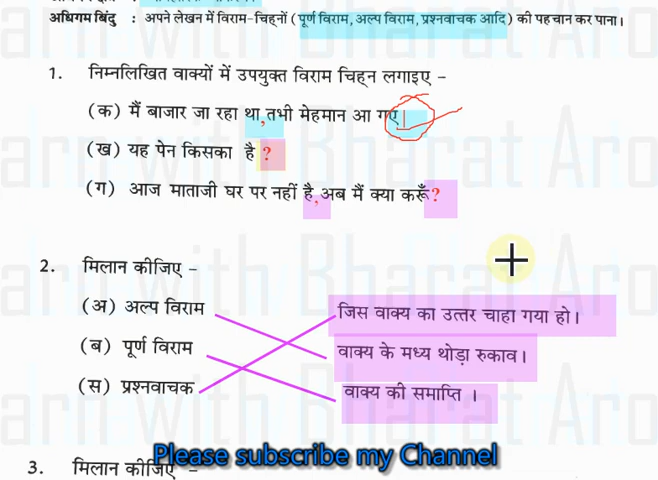 अधिगम बिंदु : अपने लेखन में विराम-चिह्नों (पूर्ण विराम, अल्प विराम, प्रश्नवाचक आदि) की पहचान कर पाना।
1. निम्नलिखित वाक्यों में उपयुक्त विराम चिह्न लगाइए –
(क) मैं बाजार जा रहा था, तभी मेहमान आ गए।
(ख) यह पेन किसका है ?
(ग) आज माताजी घर पर नहीं है, अब मैं क्या करूँ?
2. मिलान कीजिए –
(अ) अल्प विराम जिस वाक्य का उत्तर चाहा गया हो।
(ब) पूर्ण विराम वाक्य के मध्य थोड़ा रुकाव।
(स) प्रश्नवाचक वाक्य की समाप्ति ।
Please subscribe my Channel
3. मिलान कीजिए –